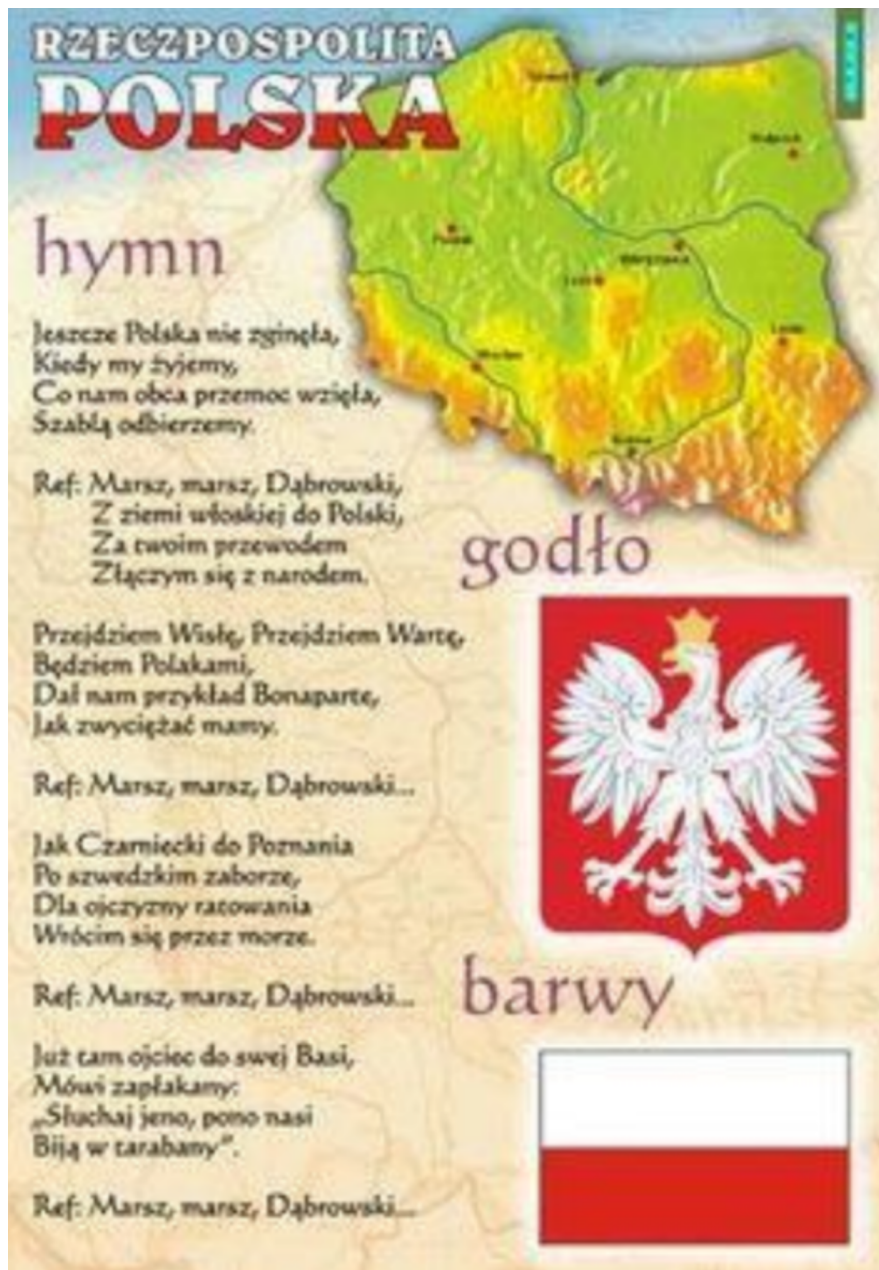 RZECZPOSPOLITA
POLSKA
hymn
Jeszcze Polska nie zginęła,
Kiedy my żyjemy,
Co nam obca przemoc wzięła,
Szablą odbierzemy.
Ref: Marsz, marsz, Dąbrowski,
Z ziemi włoskiej do Polski,
Za twoim przewodem
Złączym się z narodem.
Przejdziem Wisłę, Przejdziem Wartę,
Będziem Polakami,
Dał nam przykład Bonaparte,
Jak zwyciężać mamy.
Ref: Marsz, marsz, Dąbrowski...
Jak Czarniecki do Poznania
Po szwedzkim zaborze,
Dla ojczyzny ratowania
Wrócim się przez morze.
Ref: Marsz, marsz, Dąbrowski...
Już tam ojciec do swej Basi,
Mówi zapłakany:
„Słuchaj jeno, pono nasi
Biją w tarabany”.
Ref: Marsz, marsz, Dąbrowski...
Poznań
Warszawa
Wrocław
godło
barwy